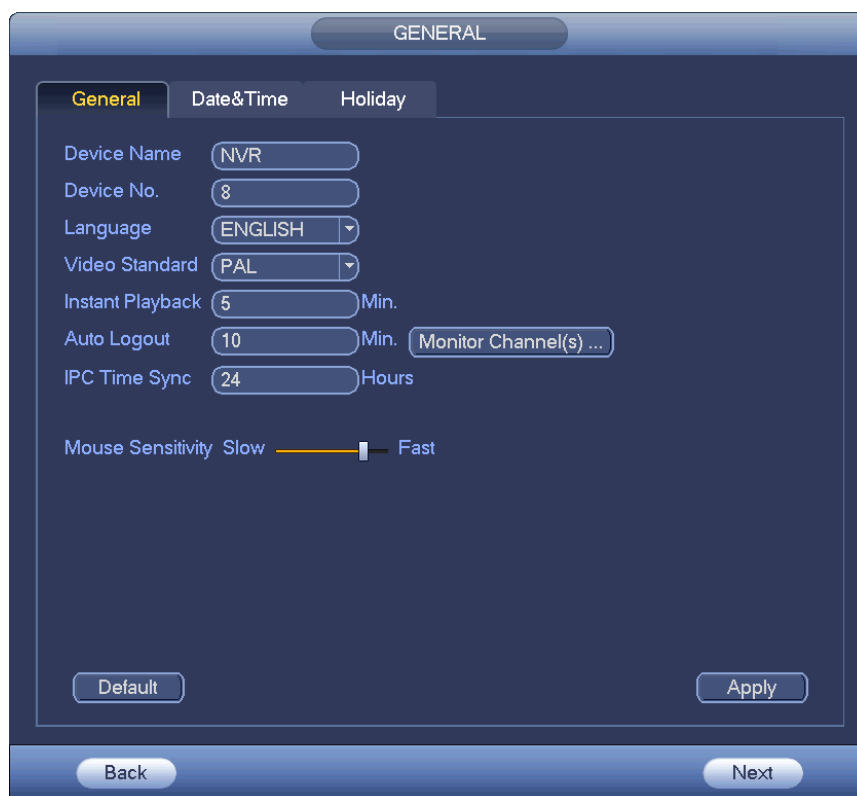 GENERAL
General Date&Time Holiday
Device Name NVR
Device No. 8
Language ENGLISH
Video Standard PAL
Instant Playback 5 Min.
Auto Logout 10 Min. Monitor Channel(s) ...
IPC Time Sync 24 Hours
Mouse Sensitivity Slow Fast
Default Apply
Back Next